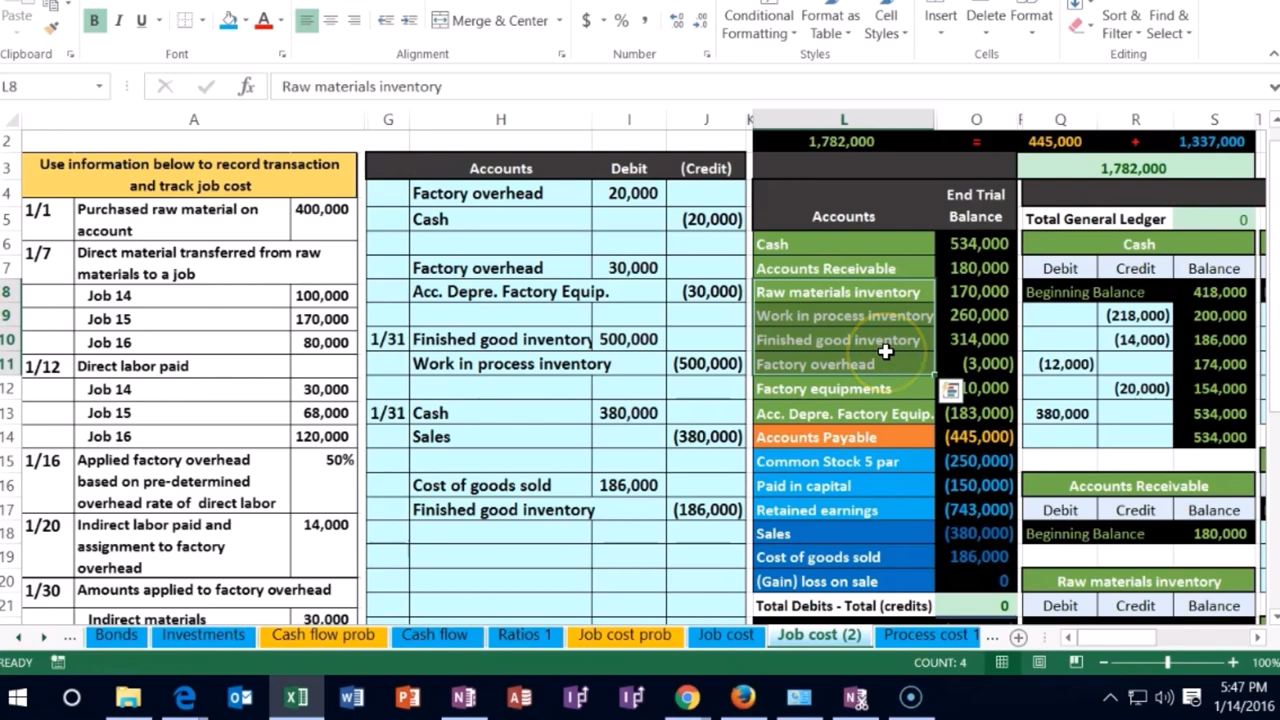 Paste
B I U A Merge & Center $ % , Conditional Format as Cell Insert Delete Format Sort & Find &
Formatting Table Styles Filter Select
Clipboard Font Alignment Number Styles Cells Editing
L8 fx Raw materials inventory
A G H I J K L O Q R S
2 1,782,000 = 445,000 + 1,337,000
3 Use information below to record transaction and track job cost
Accounts Debit (Credit) 1,782,000
4 Factory overhead 20,000
5 Cash (20,000)
6
7 Factory overhead 30,000
8 Acc. Depre. Factory Equip. (30,000)
9
10 1/31 Finished good inventory 500,000
11 Work in process inventory (500,000)
12
13 1/31 Cash 380,000
14 Sales (380,000)
15
16 Cost of goods sold 186,000
17 Finished good inventory (186,000)
18
19
20
21
1/1 Purchased raw material on 400,000
account
1/7 Direct material transferred from raw
materials to a job
Job 14 100,000
Job 15 170,000
Job 16 80,000
1/12 Direct labor paid
Job 14 30,000
Job 15 68,000
Job 16 120,000
1/16 Applied factory overhead 50%
based on pre-determined
overhead rate of direct labor
1/20 Indirect labor paid and 14,000
assignment to factory
overhead
1/30 Amounts applied to factory overhead
Indirect materials 30,000
Accounts End Trial
Balance
Cash 534,000
Accounts Receivable 180,000
Raw materials inventory 170,000
Work in process inventory 260,000
Finished good inventory 314,000
Factory overhead (3,000)
Factory equipments 10,000
Acc. Depre. Factory Equip. (183,000)
Accounts Payable (445,000)
Common Stock 5 par (250,000)
Paid in capital (150,000)
Retained earnings (743,000)
Sales (380,000)
Cost of goods sold 186,000
(Gain) loss on sale 0
Total Debits - Total (credits) 0
Total General Ledger 0
Cash
Debit Credit Balance
Beginning Balance 418,000
(218,000) 200,000
(14,000) 186,000
(12,000) 174,000
(20,000) 154,000
380,000 534,000
534,000
Accounts Receivable
Debit Credit Balance
Beginning Balance 180,000
Raw materials inventory
Debit Credit Balance
... Bonds Investments Cash flow prob Cash flow Ratios 1 Job cost prob Job cost Job cost (2) Process cost 1 ...
READY COUNT: 4 100%
5:47 PM
1/14/2016